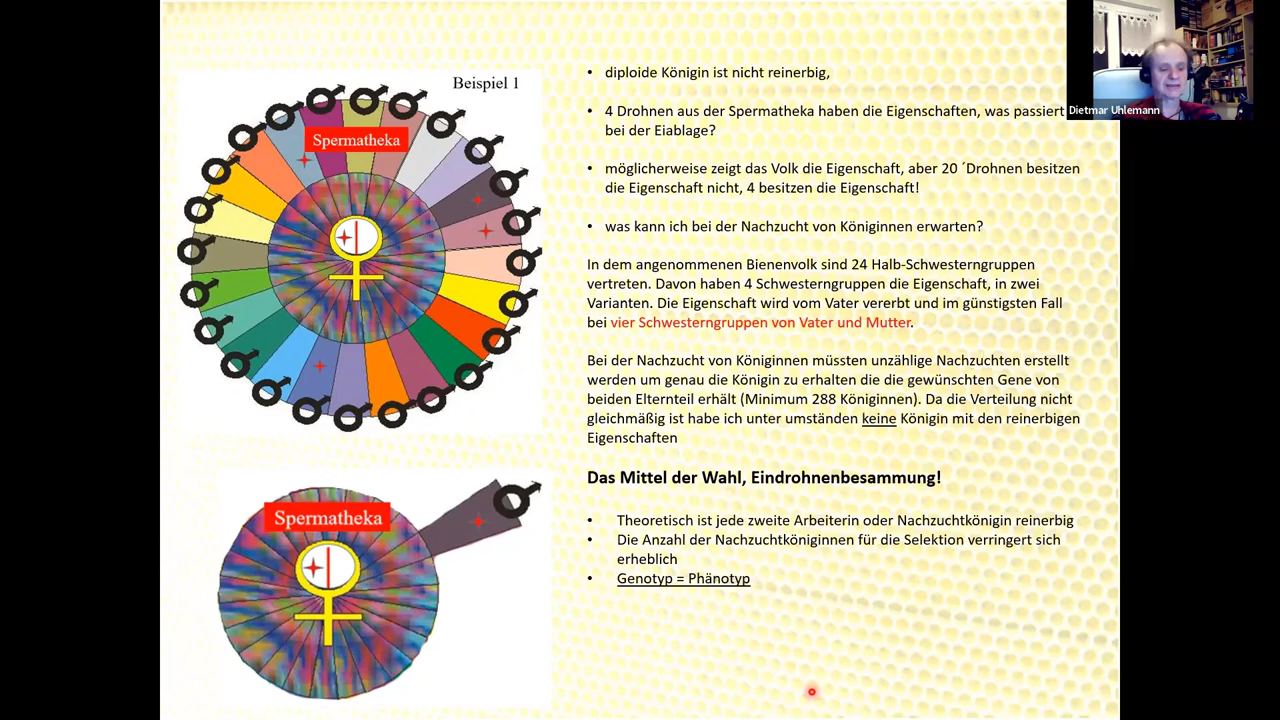 Beispiel 1
Spermatheka
• diploide Königin ist nicht reinerbig,
• 4 Drohnen aus der Spermatheka haben die Eigenschaften, was passiert
bei der Eiablage?
• möglicherweise zeigt das Volk die Eigenschaft, aber 20 ´Drohnen besitzen
die Eigenschaft nicht, 4 besitzen die Eigenschaft!
• was kann ich bei der Nachzucht von Königinnen erwarten?
In dem angenommenen Bienenvolk sind 24 Halb-Schwesterngruppen
vertreten. Davon haben 4 Schwesterngruppen die Eigenschaft, in zwei
Varianten. Die Eigenschaft wird vom Vater vererbt und im günstigsten Fall
bei vier Schwesterngruppen von Vater und Mutter.
Bei der Nachzucht von Königinnen müssten unzählige Nachzuchten erstellt
werden um genau die Königin zu erhalten die die gewünschten Gene von
beiden Elternteil erhält (Minimum 288 Königinnen). Da die Verteilung nicht
gleichmäßig ist habe ich unter umständen keine Königin mit den reinerbigen
Eigenschaften
Das Mittel der Wahl, Eindrohnenbesammung!
• Theoretisch ist jede zweite Arbeiterin oder Nachzuchtkönigin reinerbig
• Die Anzahl der Nachzuchtköniginnen für die Selektion verringert sich
erheblich
• Genotyp = Phänotyp
Spermatheka
Dietmar Uhlemann